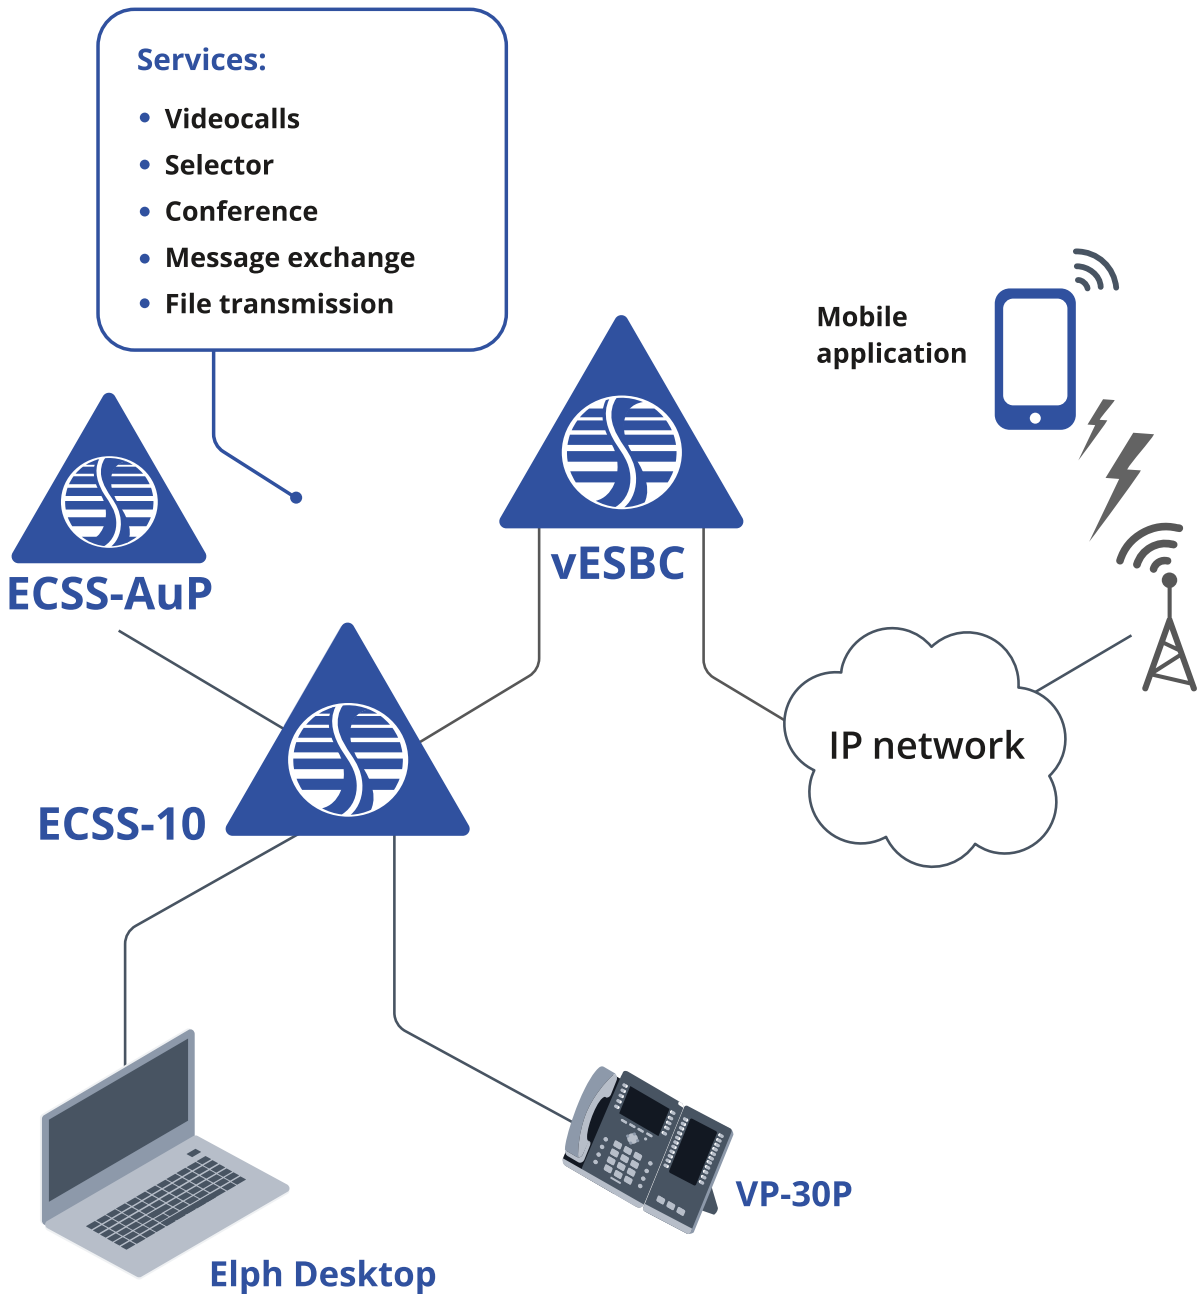 Services:
• Videocalls
• Selector
• Conference
• Message exchange
• File transmission
Mobile
application
vESBC
ECSS-AuP
IP network
ECSS-10
VP-30P
Elph Desktop